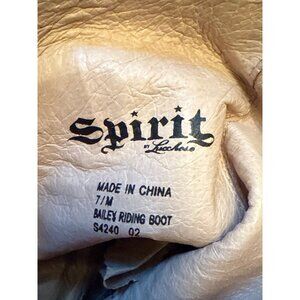 Spirit
BY Lucchese
MADE IN CHINA
7/M
BAILEY RIDING BOOT
S4240 02